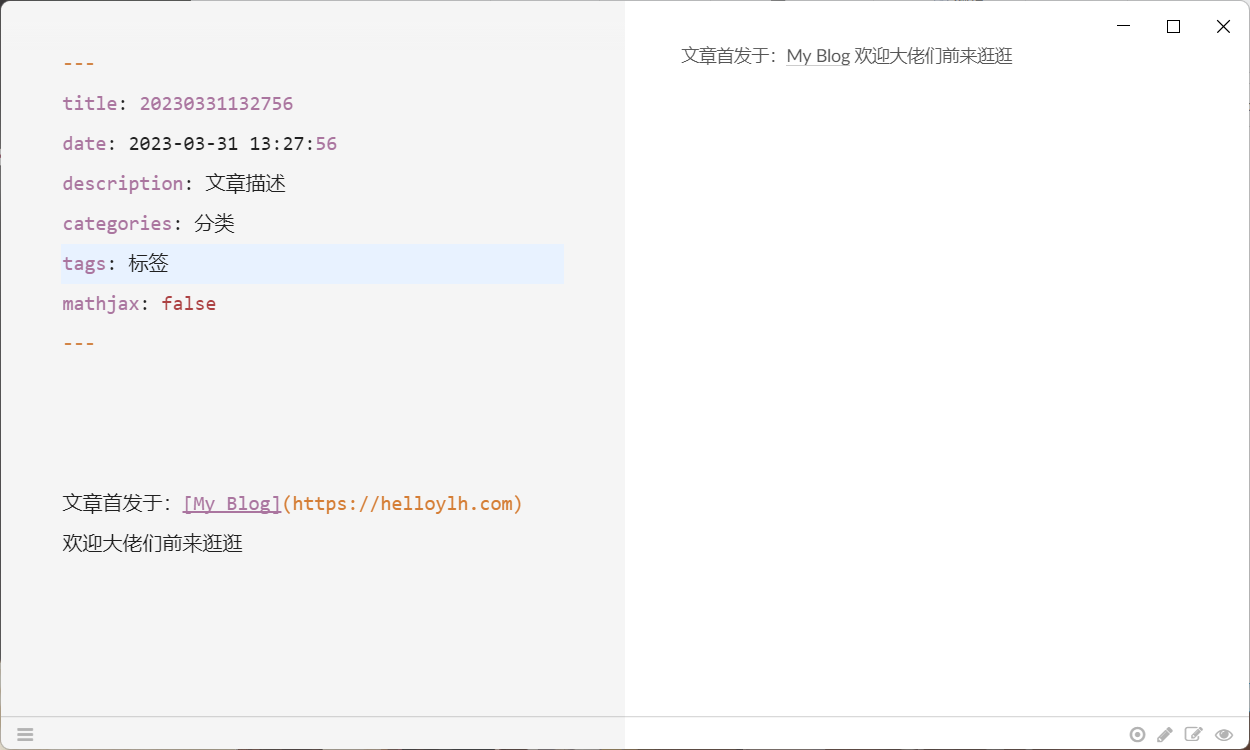 ---
title: 20230331132756
date: 2023-03-31 13:27:56
description: 文章描述
categories: 分类
tags: 标签
mathjax: false
---
文章首发于：[My Blog](https://helloylh.com)
欢迎大佬们前来逛逛
文章首发于：My Blog 欢迎大佬们前来逛逛